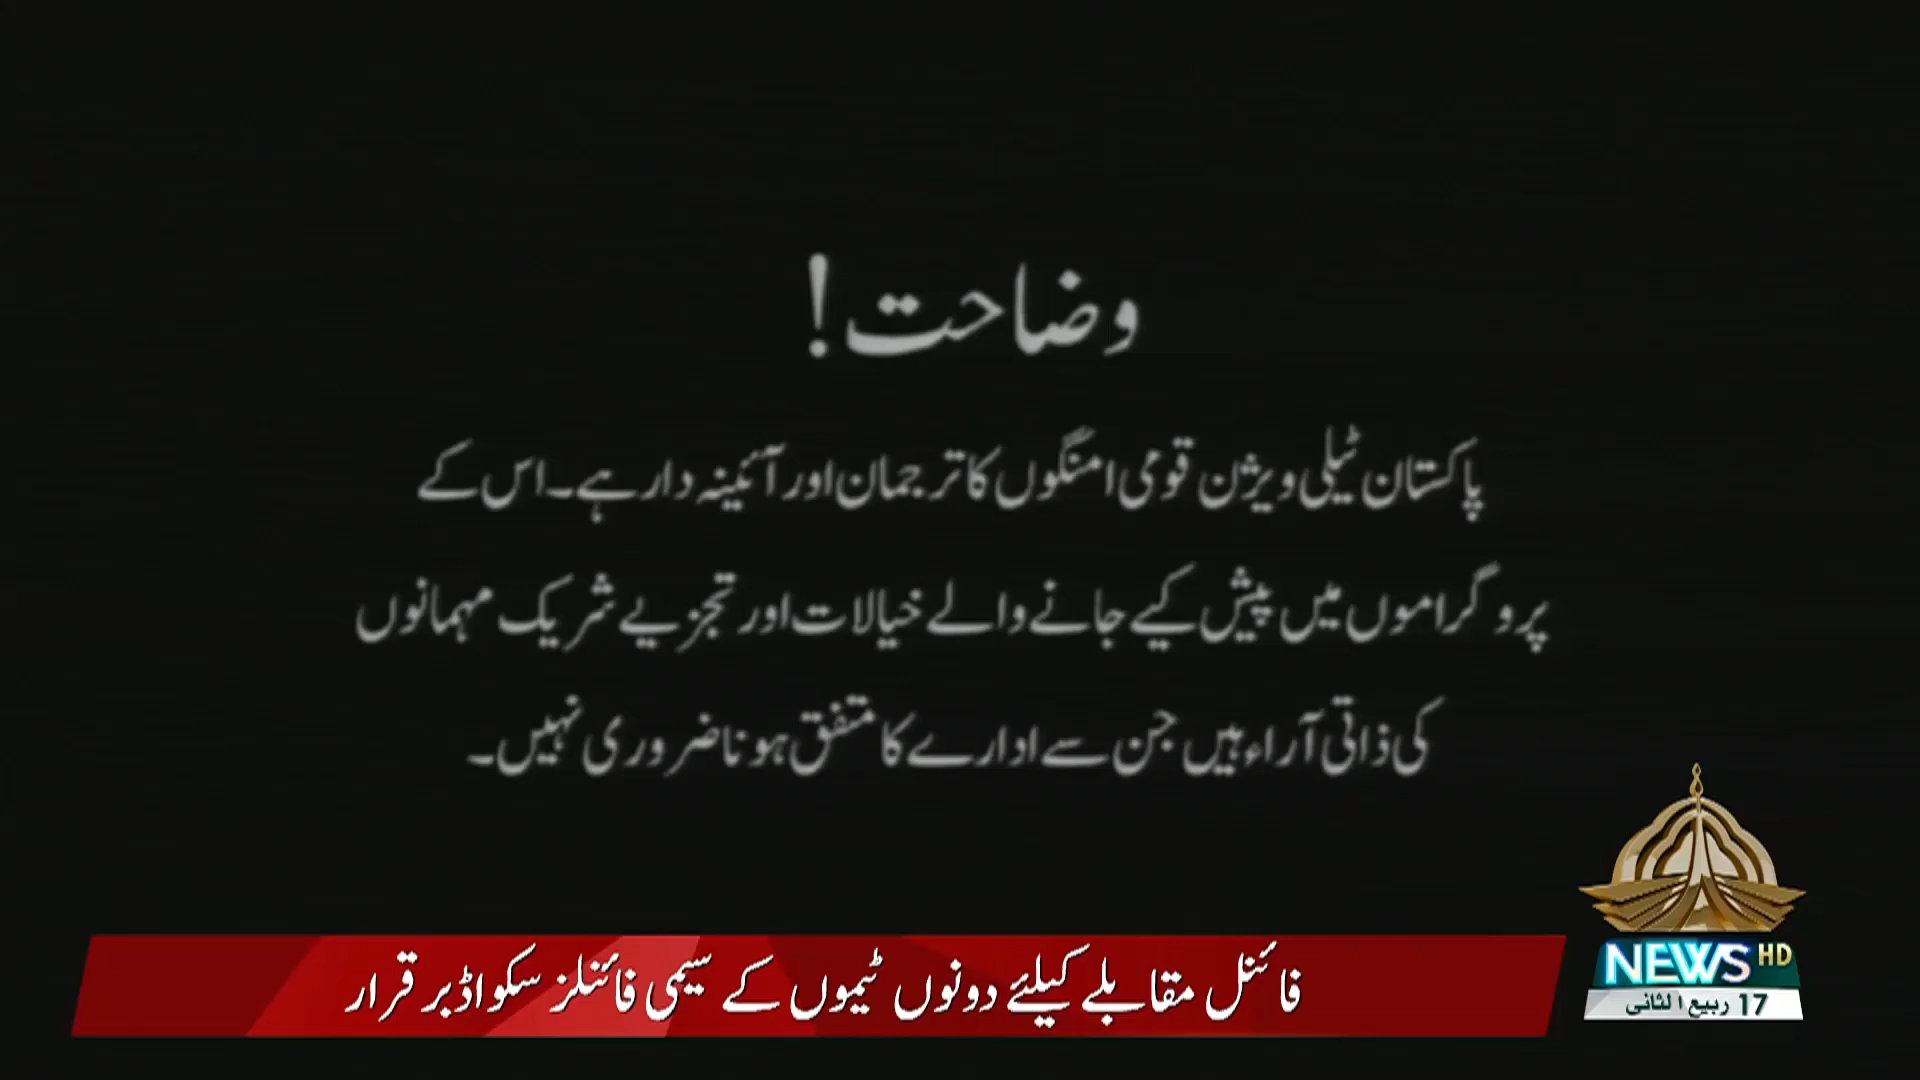 وضاحت!
پاکستان ٹیلی ویژن قومی امنگوں کا ترجمان اور آئینہ دار ہے۔ اس کے
پروگراموں میں پیش کیے جانے والے خیالات اور تجزیے شریک مہمانوں
کی ذاتی آراء ہیں جن سے ادارے کا متفق ہونا ضروری نہیں۔
فائنل مقابلے کیلئے دونوں ٹیموں کے سیمی فائنلز سکواڈ برقرار
NEWS HD
17 ربیع الثانی